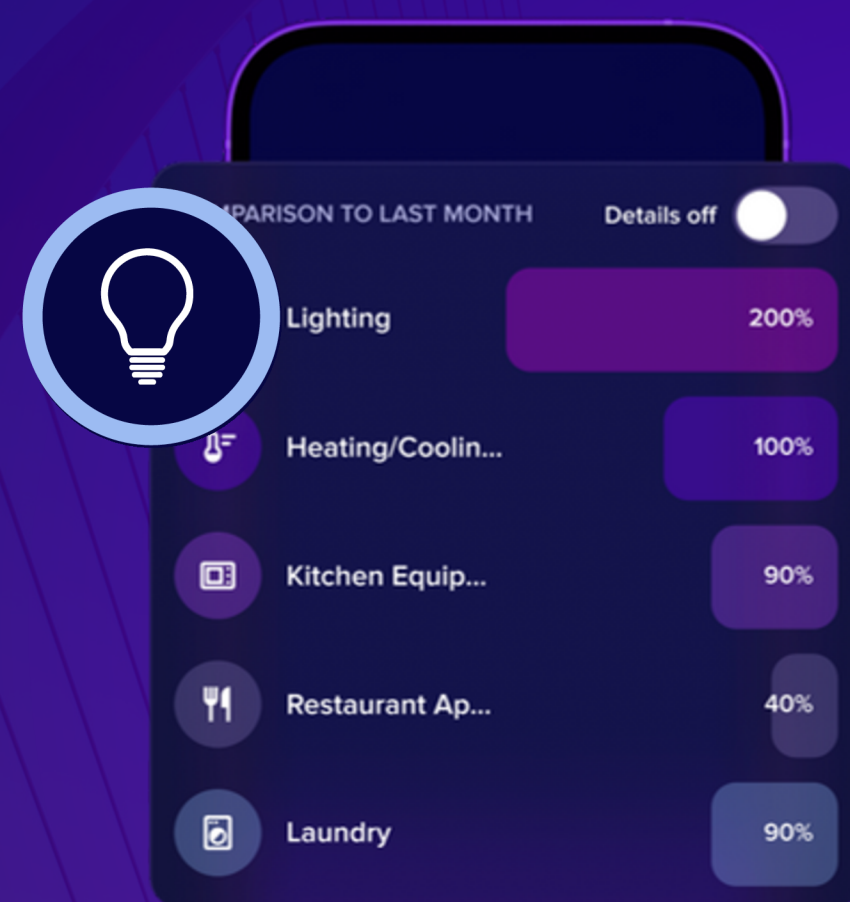 MPARISON TO LAST MONTH
Details off
Lighting
200%
Heating/Coolin...
100%
Kitchen Equip...
90%
Restaurant Ap...
40%
Laundry
90%